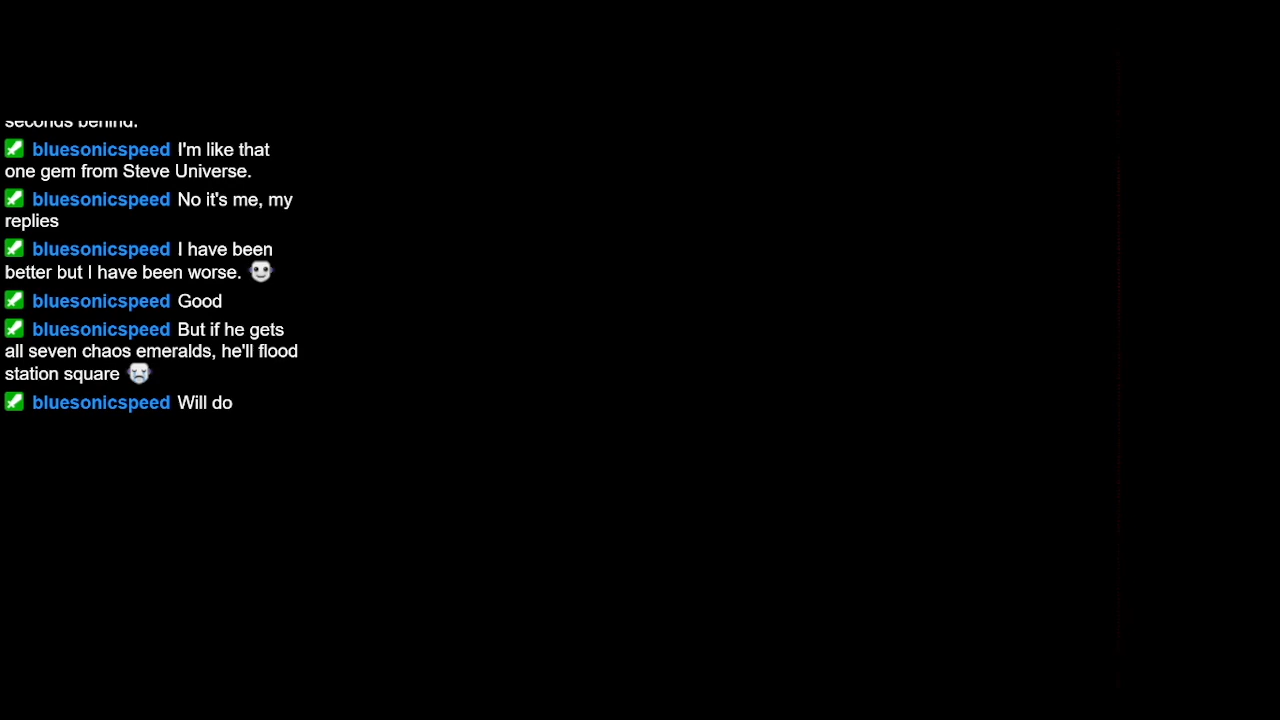 seconds behind.
bluesonicspeed I'm like that
one gem from Steve Universe.
bluesonicspeed No it's me, my
replies
bluesonicspeed I have been
better but I have been worse.
bluesonicspeed Good
bluesonicspeed But if he gets
all seven chaos emeralds, he'll flood
station square
bluesonicspeed Will do